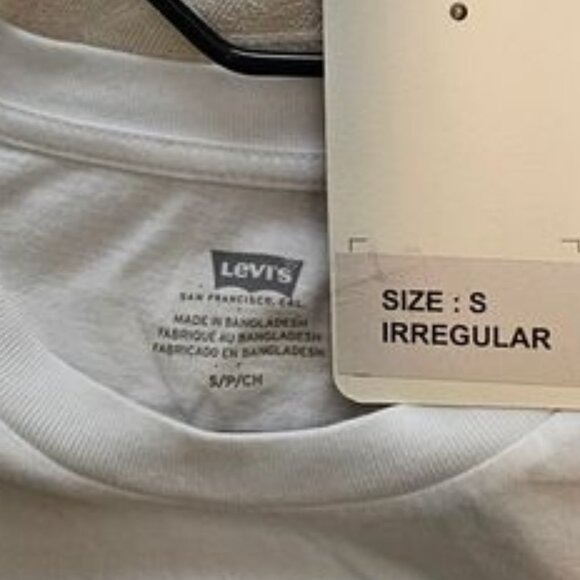 Levi's
SAN FRANCISCO, CAL.
MADE IN BANGLADESH
FABRIQUÉ AU BANGLADESH
FABRICADO EN BANGLADESH
S/P/CH
SIZE : S
IRREGULAR